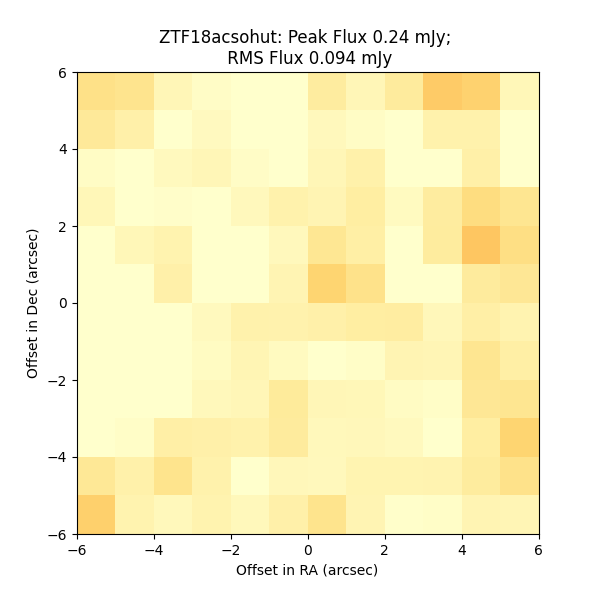 ZTF18acsohut: Peak Flux 0.24 mJy;
RMS Flux 0.094 mJy
6
4
2
0
−2
−4
−6
Offset in Dec (arcsec)
−6 −4 −2 0 2 4 6
Offset in RA (arcsec)